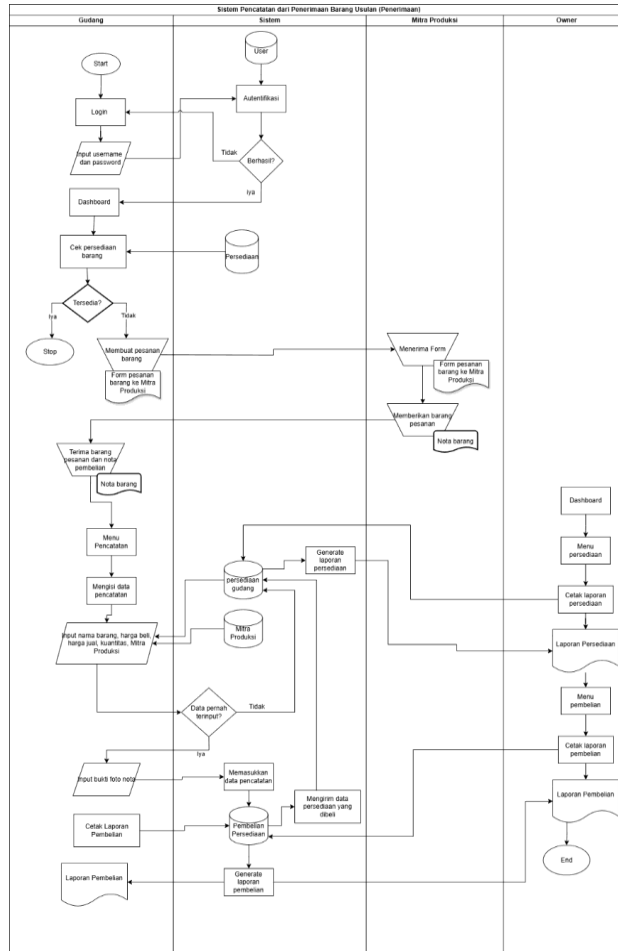 Sistem Pencatatan dari Penerimaan Barang Usulan (Penerimaan)
Gudang
Sistem
Mitra Produksi
Owner
User
Start
Autentifikasi
Login
Input username
dan password
Tidak
Berhasil?
Iya
Dashboard
Cek persediaan
barang
Persediaan
Tersedia?
Iya
Tidak
Stop
Membuat pesanan
barang
Form pesanan
barang ke Mitra
Produksi
Menerima Form
Form pesanan
barang ke Mitra
Produksi
Memberikan barang
pesanan
Nota barang
Terima barang
pesanan dan nota
pembelian
Nota barang
Menu
Pencatatan
Mengisi data
pencatatan
Input nama barang, harga beli,
harga jual, kuantitas, Mitra
Produksi
persediaan
gudang
Generate
laporan
persediaan
Mitra
Produksi
Data pernah
terinput?
Tidak
Iya
Input bukti foto nota
Memasukkan
data pencatatan
Mengirim data
persediaan yang
dibeli
Cetak Laporan
Pembelian
Pembelian
Persediaan
Laporan Pembelian
Generate
laporan
pembelian
Dashboard
Menu
persediaan
Cetak laporan
persediaan
Laporan Persediaan
Menu
pembelian
Cetak laporan
pembelian
Laporan Pembelian
End